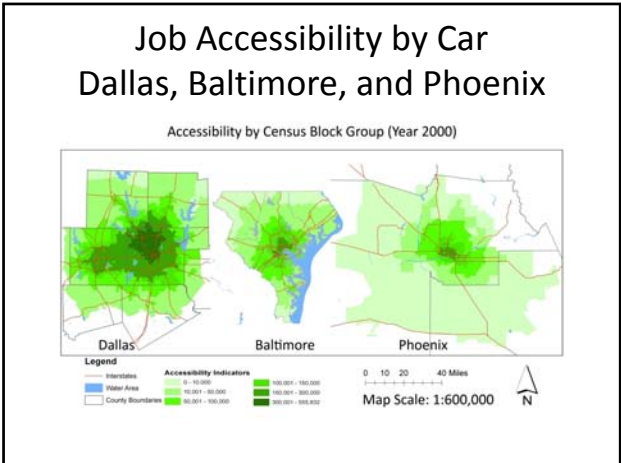 Job Accessibility by Car
Dallas, Baltimore, and Phoenix
Accessibility by Census Block Group (Year 2000)
Dallas
Baltimore
Phoenix
Legend
Interstates
Water Area
County Boundaries
Accessibility Indicators
0 - 10,000
10,001 - 50,000
50,001 - 100,000
100,001 - 150,000
150,001 - 300,000
0 10 20 40 Miles
Map Scale: 1:600,000
N